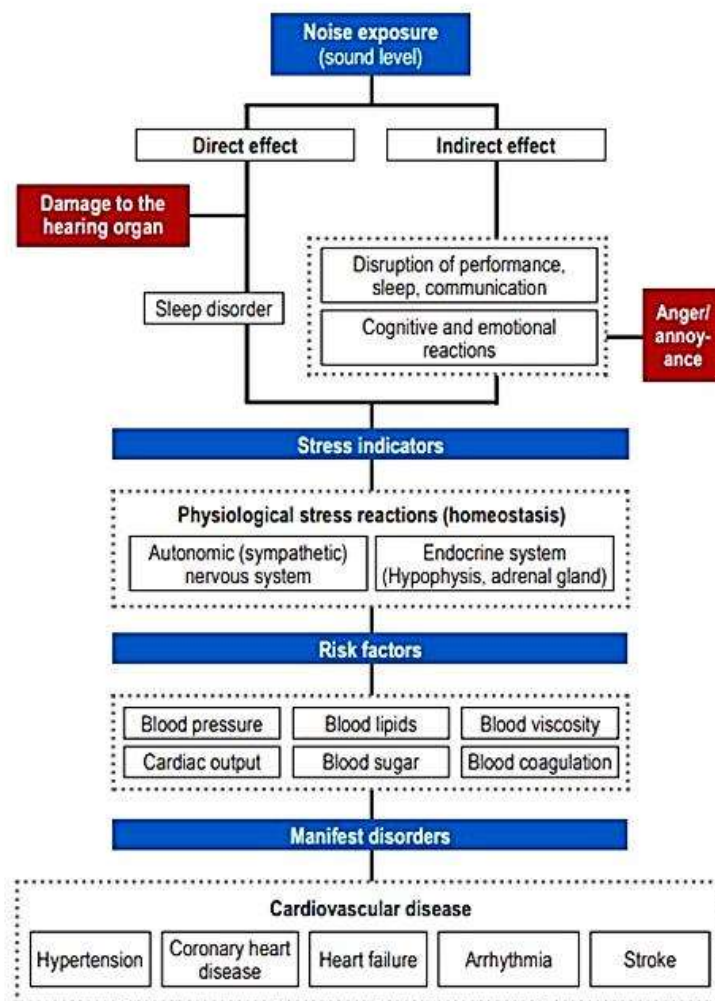 Noise exposure
(sound level)
Direct effect
Indirect effect
Damage to the
hearing organ
Disruption of performance,
sleep, communication
Sleep disorder
Cognitive and emotional
reactions
Anger/
annoy-
ance
Stress indicators
Physiological stress reactions (homeostasis)
Autonomic (sympathetic)
nervous system
Endocrine system
(Hypophysis, adrenal gland)
Risk factors
Blood pressure
Blood lipids
Blood viscosity
Cardiac output
Blood sugar
Blood coagulation
Manifest disorders
Cardiovascular disease
Hypertension
Coronary heart
disease
Heart failure
Arrhythmia
Stroke